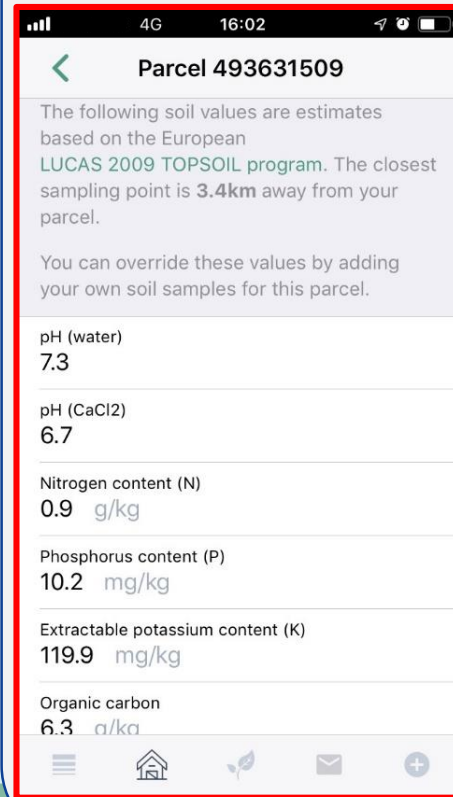 4G 16:02
Parcel 493631509
The following soil values are estimates
based on the European
LUCAS 2009 TOPSOIL program. The closest
sampling point is 3.4km away from your
parcel.
You can override these values by adding
your own soil samples for this parcel.
pH (water)
7.3
pH (CaCl2)
6.7
Nitrogen content (N)
0.9 g/kg
Phosphorus content (P)
10.2 mg/kg
Extractable potassium content (K)
119.9 mg/kg
Organic carbon
6.3 g/kg